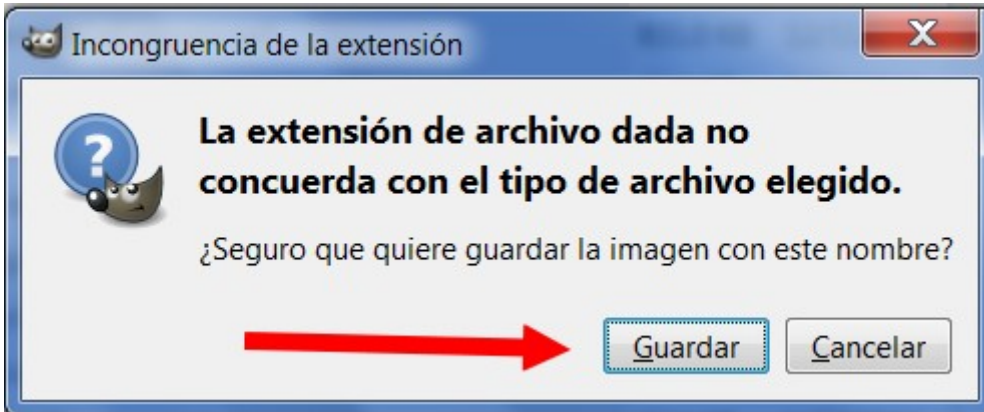 Incongruencia de la extensión
La extensión de archivo dada no
concuerda con el tipo de archivo elegido.
¿Seguro que quiere guardar la imagen con este nombre?
Guardar Cancelar